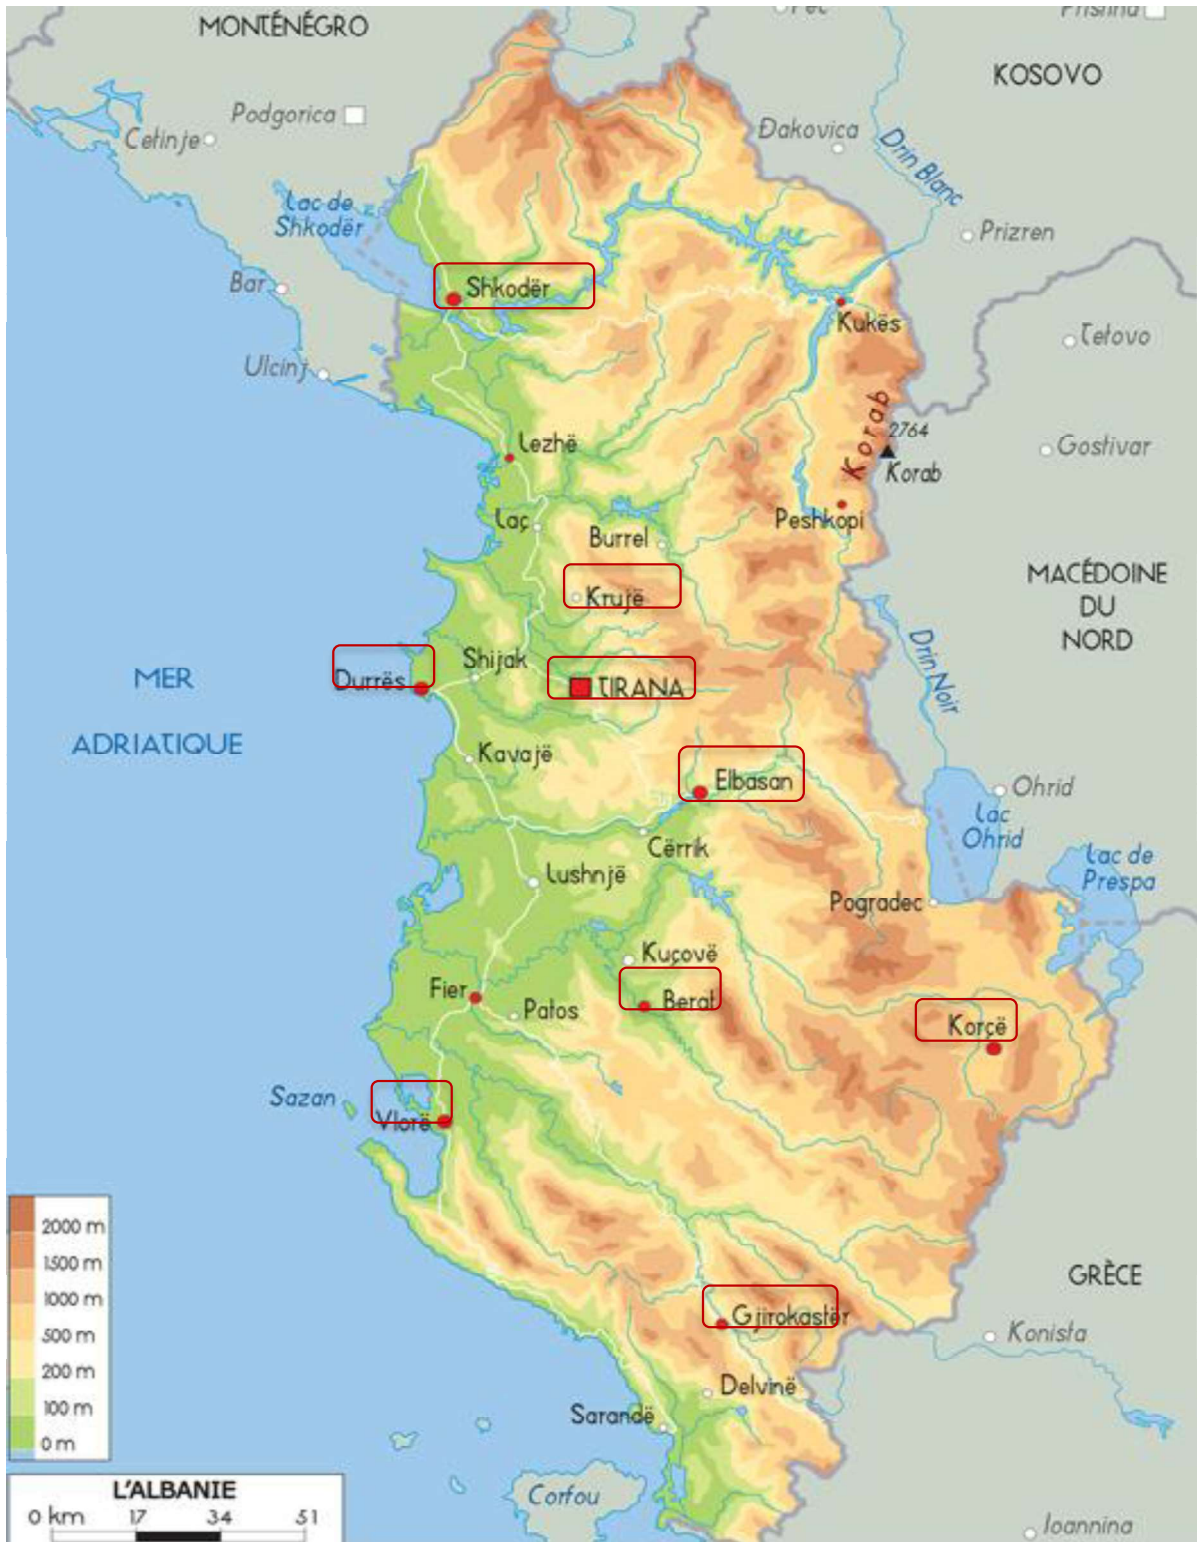 MONTÉNÉGRO
KOSOVO
Podgorica
Cetinje
Đakovica
Drin Blanc
Lac de
Shkodër
Prizren
Bar
Shkodër
Kukës
Tetovo
Ulcinj
Korab
2764
Korab
Lezhë
Gostivar
Laç
Peshkopi
Burrel
MACÉDOINE
DU
NORD
Krujë
Drin Noir
MER
ADRIATIQUE
Durrës
Shijak
TIRANA
Kavajë
Elbasan
Ohrid
Lac
Ohrid
Cërrik
Lac de
Prespa
Lushnjë
Pogradec
Kuçovë
Fier
Berat
Patos
Korçë
Sazan
Vlorë
2000 m
1500 m
1000 m
500 m
200 m
100 m
0 m
GRÈCE
Gjirokastër
Konista
Delvinë
Sarandë
L'ALBANIE
0 km 17 34 51
Corfou
Ioannina